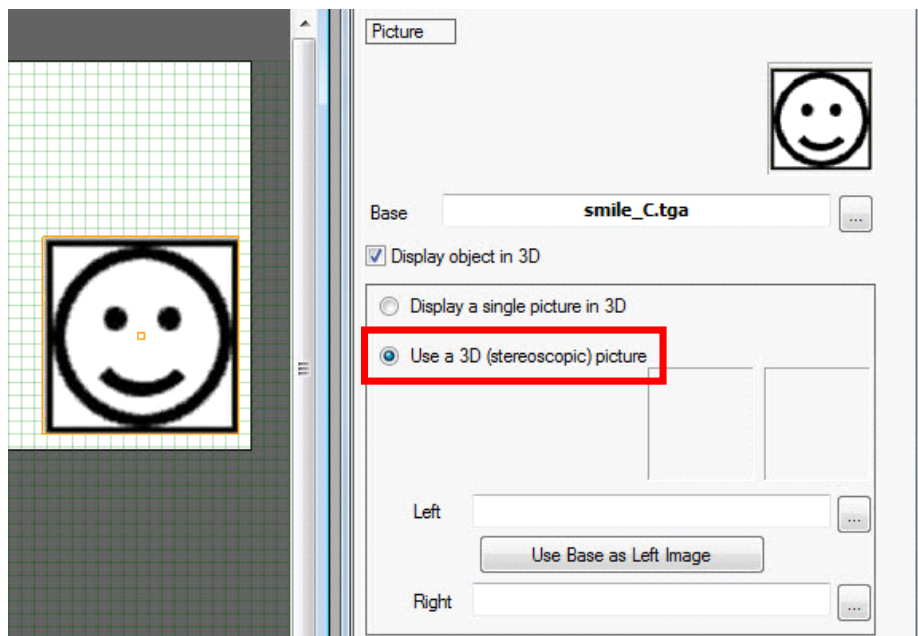 Picture
Base smile_C.tga ...
Display object in 3D
Display a single picture in 3D
Use a 3D (stereoscopic) picture
Left ...
Use Base as Left Image
Right ...